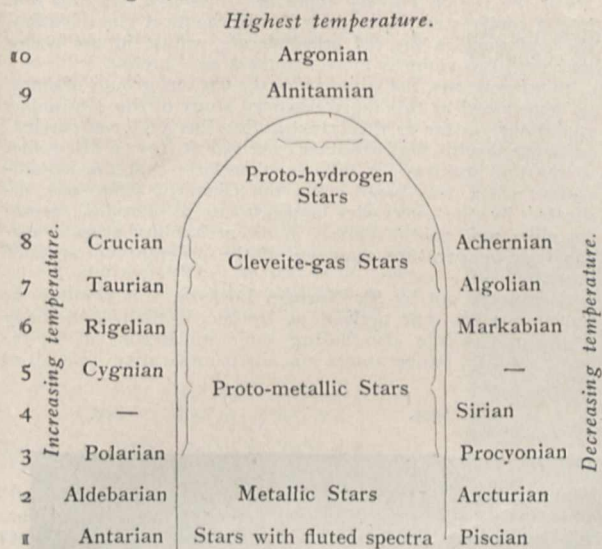 Highest temperature.
10 Argonian
9 Alnitamian
Proto-hydrogen
Stars
8 Crucian Achernian
Cleveite-gas Stars
7 Taurian Algolian
6 Rigelian Markabian
5 Cygnian —
Proto-metallic Stars
4 — Sirian
3 Polarian Procyonian
2 Aldebarian Metallic Stars Arcturian
1 Antarian Stars with fluted spectra Piscian
Increasing temperature.
Decreasing temperature.